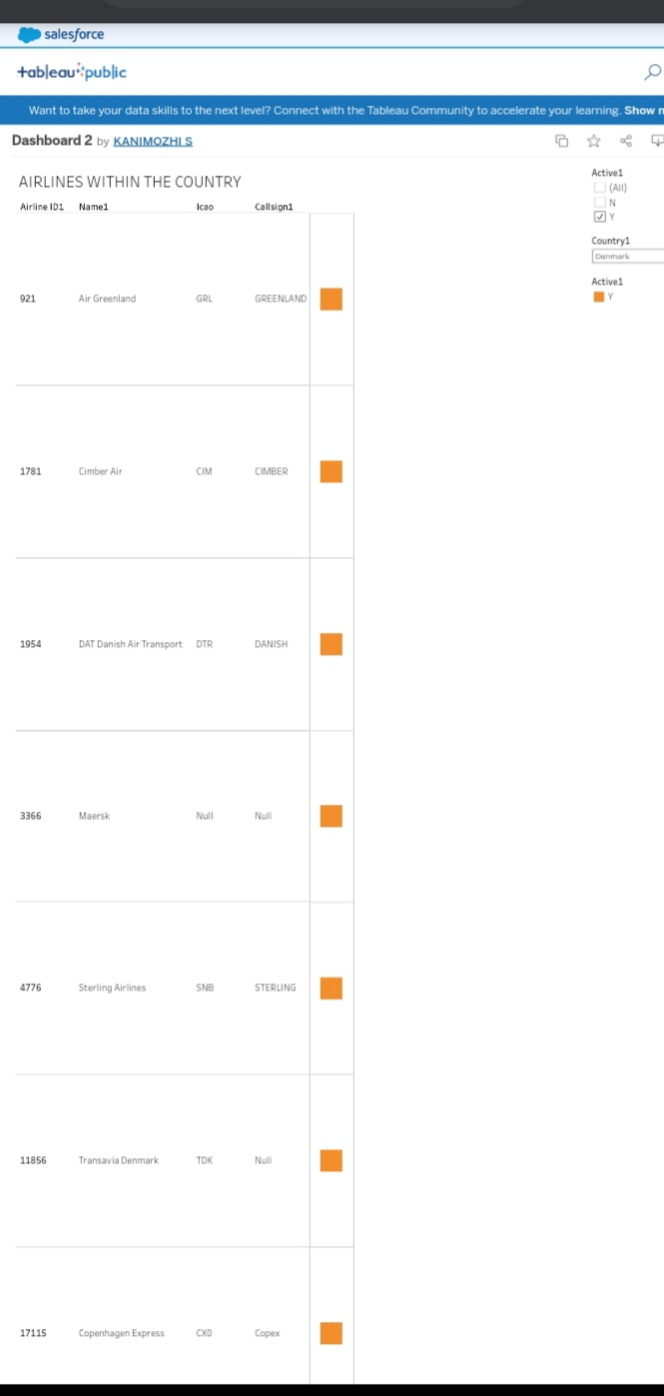 salesforce
+ableau public
Want to take your data skills to the next level? Connect with the Tableau Community to accelerate your learning. Show
Dashboard 2 by KANIMOZHI S
AIRLINES WITHIN THE COUNTRY
Airline ID1 Name1 Icao Callsign1
921 Air Greenland GRL GREENLAND
1781 Cimber Air CIM CIMBER
1954 DAT Danish Air Transport DTR DANISH
3366 Maersk Null Null
4776 Sterling Airlines SNB STERLING
11856 Transavia Denmark TDK Null
17115 Copenhagen Express CX0 Copex
Active1
(All)
N
Y
Country1
Denmark
Active1
Y